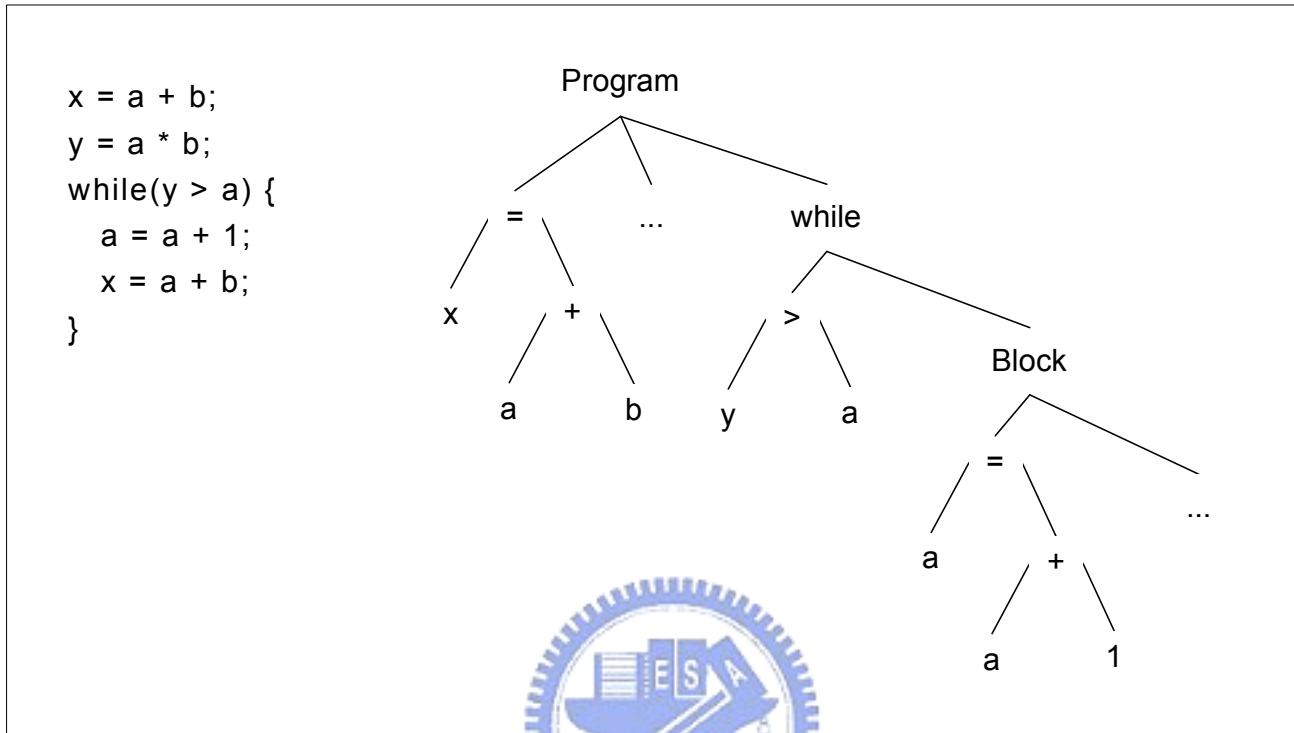 x = a + b;
y = a * b;
while(y > a) {
a = a + 1;
x = a + b;
}
Program
= ... while
x + >
Block
a b y a
= ...
a +
a 1
E S A